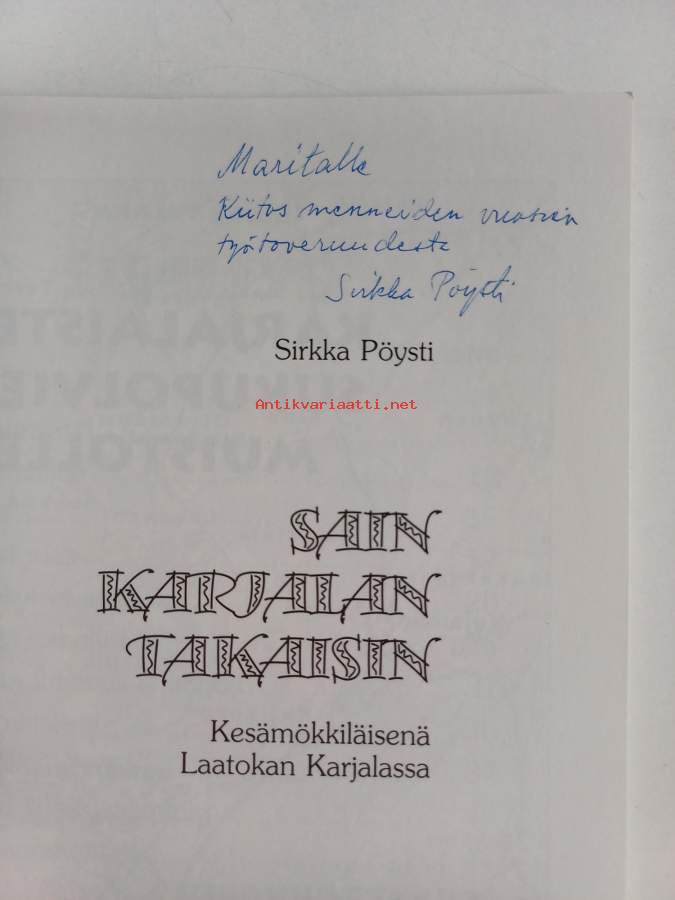 Maritalle
Kiitos menneiden vuosien
työtoveruudesta
Sirkka Pöysti
Sirkka Pöysti
Antikvariaatti.net
SAIN
KARJALAN
TAKAISIN
Kesämökkiläisenä
Laatokan Karjalassa